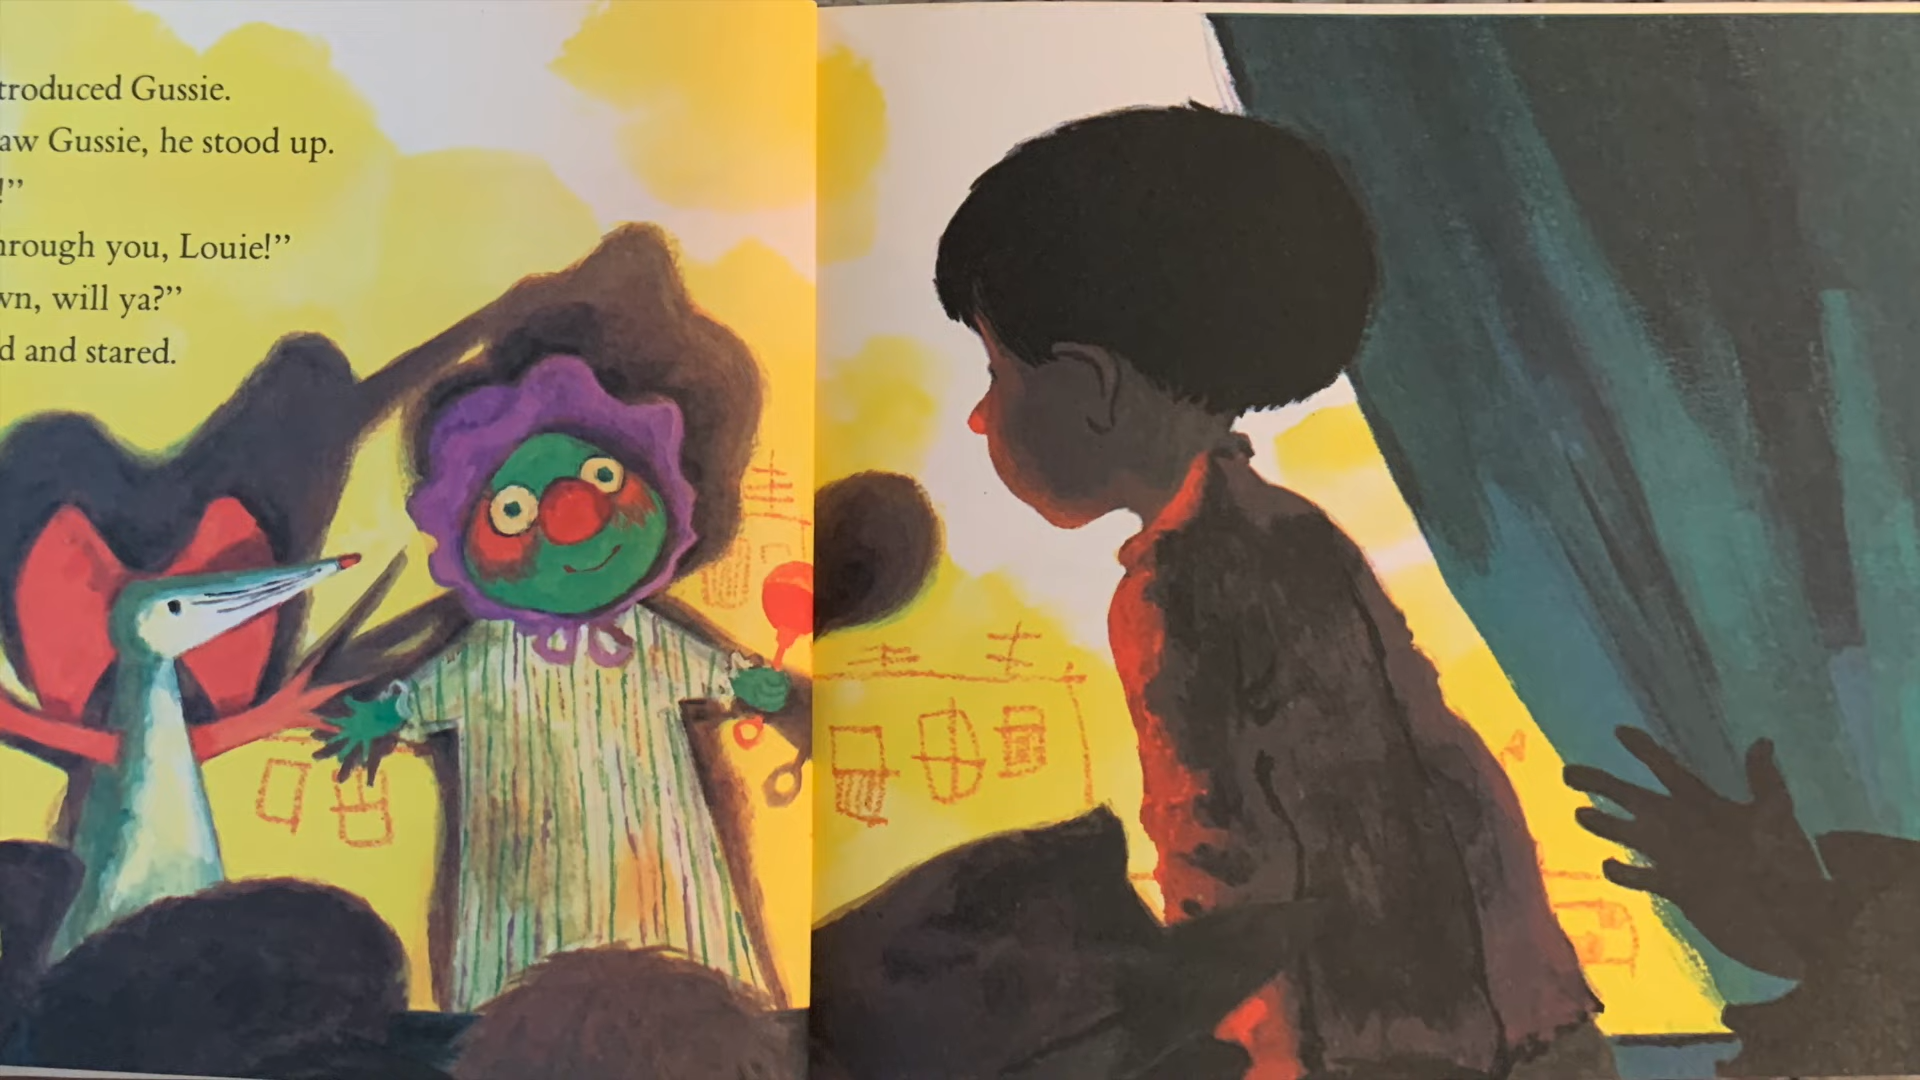 troduced Gussie.
aw Gussie, he stood up.
!”
hrough you, Louie!”
wn, will ya?”
d and stared.